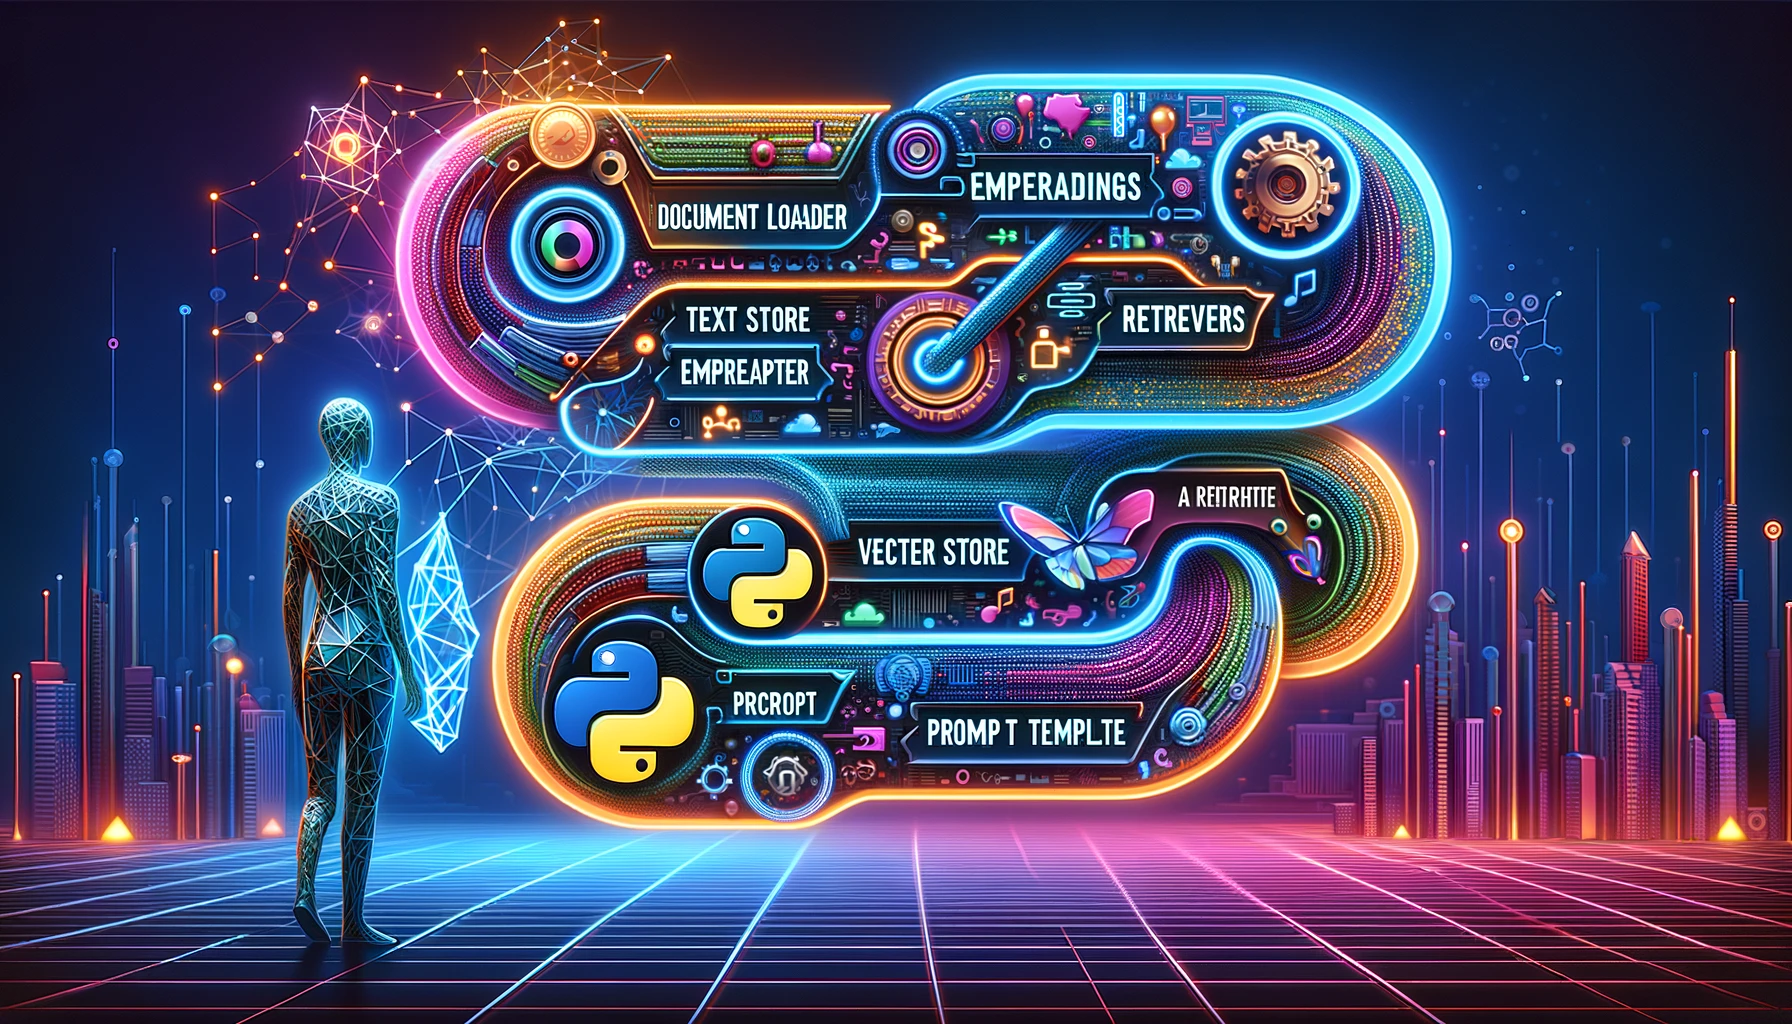 DOCUMENT LOADER
EMPERADINGS
TEXT STORE
EMPREAPTER
RETREVERS
A REITRHTIE
VECTER STORE
PRCROPT
PROMP T TEMPLTE